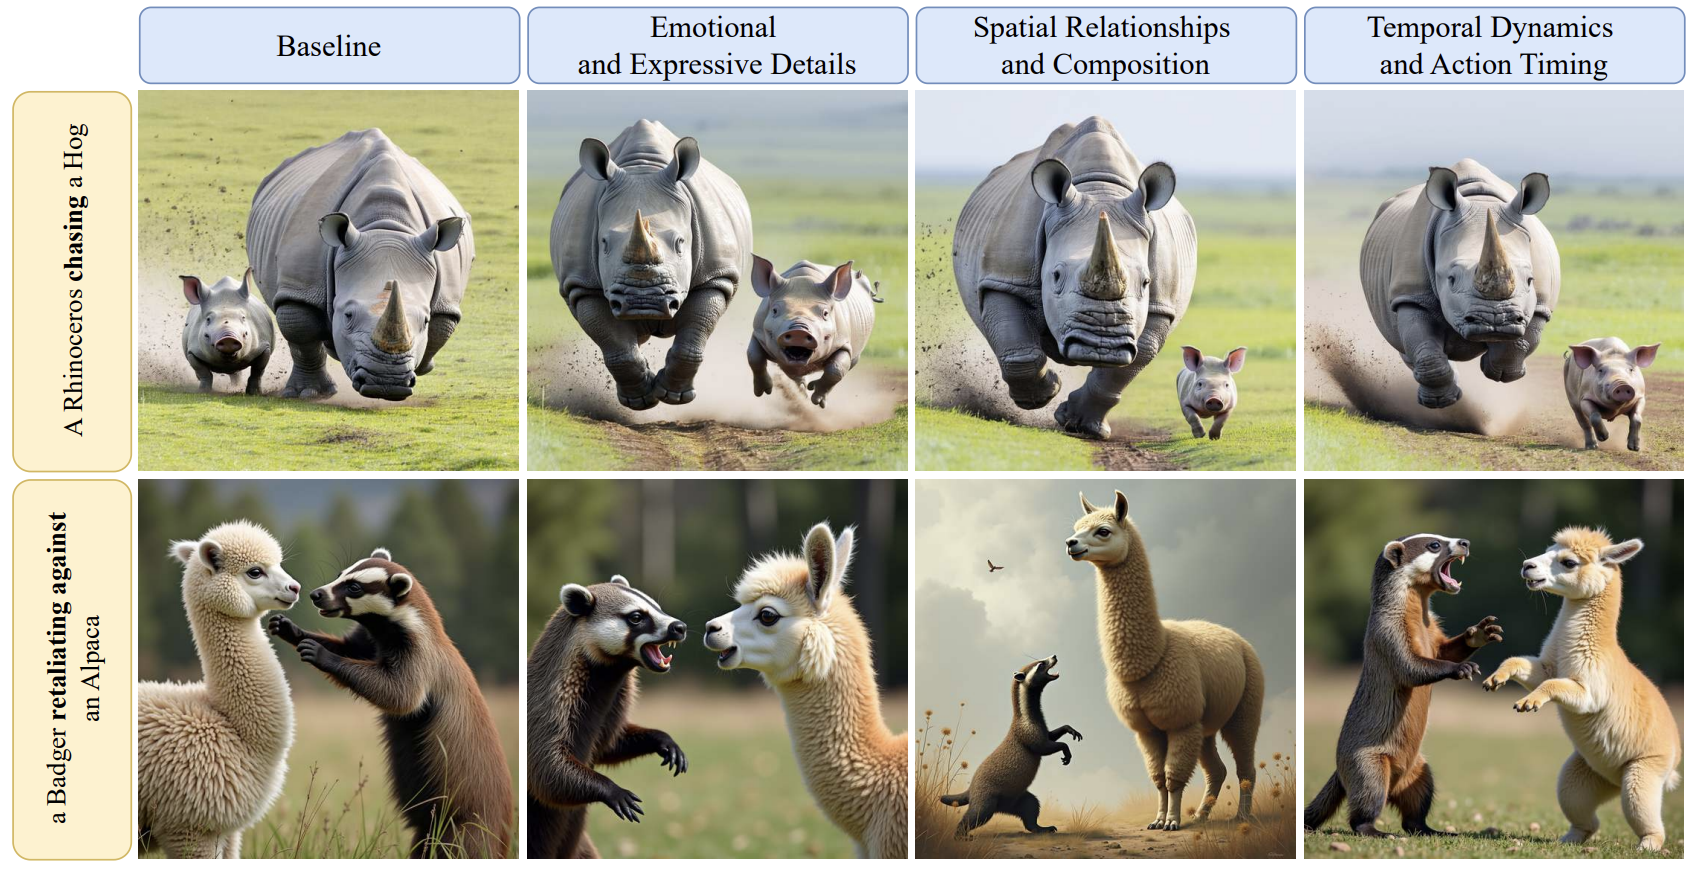 Baseline
Emotional
and Expressive Details
Spatial Relationships
and Composition
Temporal Dynamics
and Action Timing
A Rhinoceros chasing a Hog
a Badger retaliating against
an Alpaca